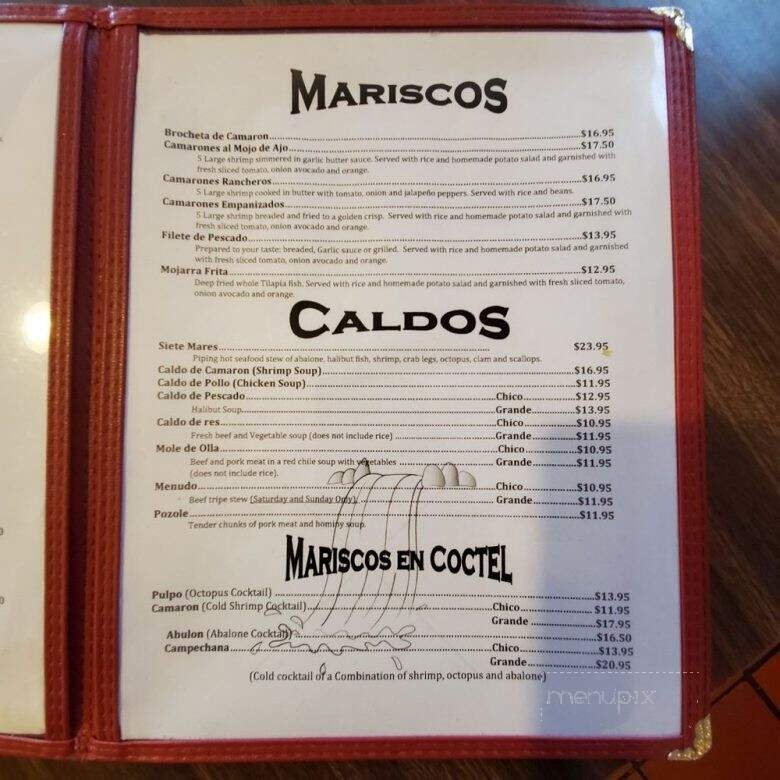 MARISCOS
Brocheta de Camaron...$16.95
Camarones al Mojo de Ajo...$17.50
5 Large shrimp simmered in garlic butter sauce. Served with rice and homemade potato salad and garnished with
fresh sliced tomato, onion avocado and orange.
Camarones Rancheros...$16.95
5 Large shrimp cooked in butter with tomato, onion and jalapeño peppers. Served with rice and beans.
Camarones Empanizados...$17.50
5 Large shrimp breaded and fried to a golden crisp. Served with rice and homemade potato salad and garnished with
fresh sliced tomato, onion avocado and orange.
Filete de Pescado...$13.95
Prepared to your taste: breaded, Garlic sauce or grilled. Served with rice and homemade potato salad and garnished
with fresh sliced tomato, onion avocado and orange.
Mojarra Frita...$12.95
Deep fried whole Tilapia fish. Served with rice and homemade potato salad and garnished with fresh sliced tomato,
onion avocado and orange.
CALDOS
Siete Mares...$23.95
Piping hot seafood stew of abalone, halibut fish, shrimp, crab legs, octopus, clam and scallops.
Caldo de Camaron (Shrimp Soup)...$16.95
Caldo de Pollo (Chicken Soup)...$11.95
Caldo de Pescado...Chico...$12.95
Halibut Soup...Grande...$13.95
Caldo de res...Chico...$10.95
Fresh beef and Vegetable soup (does not include rice)...Grande...$11.95
Mole de Olla...Chico...$10.95
Beef and pork meat in a red chile soup with vegetables...Grande...$11.95
(does not include rice).
Menudo...Chico...$10.95
Beef tripe stew (Saturday and Sunday Only)...Grande...$11.95
Pozole...$11.95
Tender chunks of pork meat and hominy soup.
MARISCOS EN COCTEL
Pulpo (Octopus Cocktail)...$13.95
Camaron (Cold Shrimp Cocktail)...Chico...$11.95
Grande...$17.95
Abulon (Abalone Cocktail)...$16.50
Campechana...Chico...$13.95
Grande...$20.95
(Cold cocktail of a Combination of shrimp, octopus and abalone)
menupix